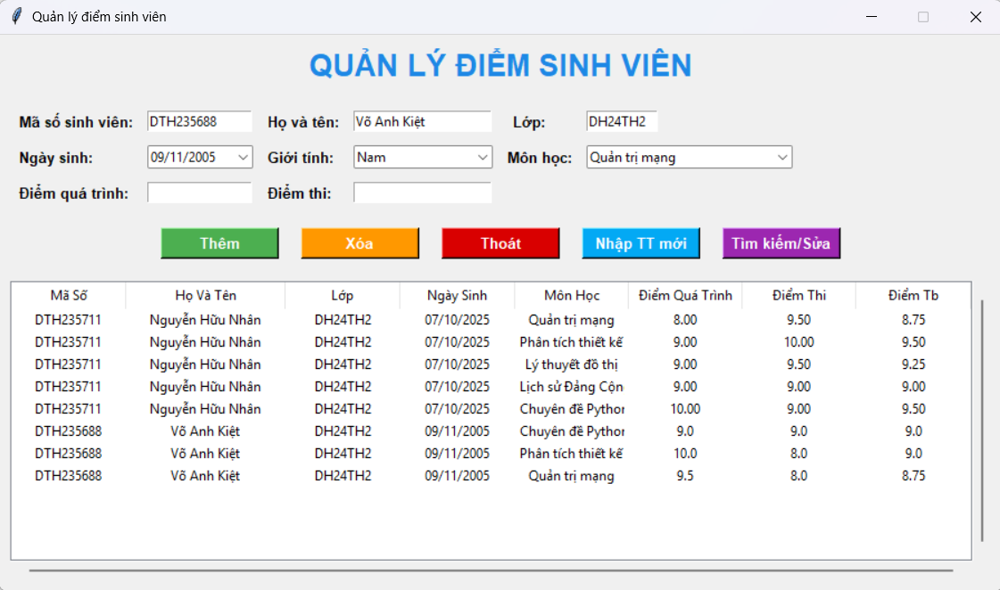 Quản lý điểm sinh viên
QUẢN LÝ ĐIỂM SINH VIÊN
Mã số sinh viên: DTH235688 Họ và tên: Võ Anh Kiệt Lớp: DH24TH2
Ngày sinh: 09/11/2005 Giới tính: Nam Môn học: Quản trị mạng
Điểm quá trình: Điểm thi:
Thêm Xóa Thoát Nhập TT mới Tìm kiếm/Sửa
Mã Số Họ Và Tên Lớp Ngày Sinh Môn Học Điểm Quá Trình Điểm Thi Điểm Tb
DTH235711 Nguyễn Hữu Nhân DH24TH2 07/10/2025 Quản trị mạng 8.00 9.50 8.75
DTH235711 Nguyễn Hữu Nhân DH24TH2 07/10/2025 Phân tích thiết kế 9.00 10.00 9.50
DTH235711 Nguyễn Hữu Nhân DH24TH2 07/10/2025 Lý thuyết đồ thị 9.00 9.50 9.25
DTH235711 Nguyễn Hữu Nhân DH24TH2 07/10/2025 Lịch sử Đảng Cộn 9.00 9.00 9.00
DTH235711 Nguyễn Hữu Nhân DH24TH2 07/10/2025 Chuyên đề Python 10.00 9.00 9.50
DTH235688 Võ Anh Kiệt DH24TH2 09/11/2005 Chuyên đề Python 9.0 9.0 9.0
DTH235688 Võ Anh Kiệt DH24TH2 09/11/2005 Phân tích thiết kế 10.0 8.0 9.0
DTH235688 Võ Anh Kiệt DH24TH2 09/11/2005 Quản trị mạng 9.5 8.0 8.75